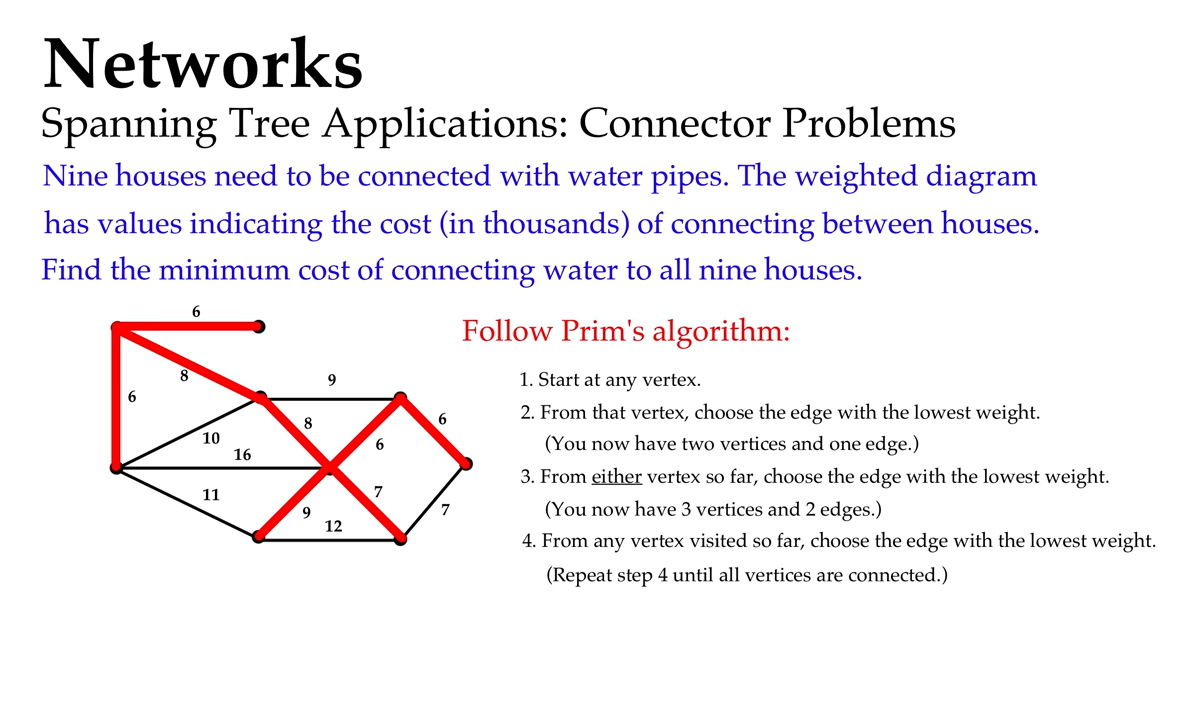 Networks
Spanning Tree Applications: Connector Problems
Nine houses need to be connected with water pipes. The weighted diagram
has values indicating the cost (in thousands) of connecting between houses.
Find the minimum cost of connecting water to all nine houses.
6
Follow Prim's algorithm:
8
9
1. Start at any vertex.
6
2. From that vertex, choose the edge with the lowest weight.
8
6
10
6
(You now have two vertices and one edge.)
16
3. From either vertex so far, choose the edge with the lowest weight.
11
7
9
7
(You now have 3 vertices and 2 edges.)
12
4. From any vertex visited so far, choose the edge with the lowest weight.
(Repeat step 4 until all vertices are connected.)